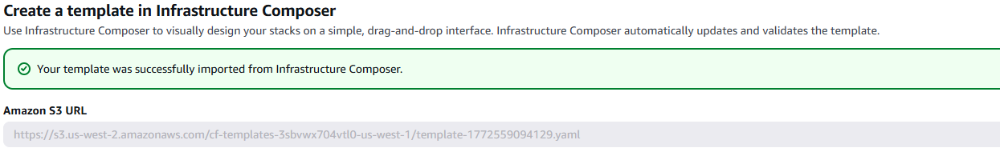 Create a template in Infrastructure Composer
Use Infrastructure Composer to visually design your stacks on a simple, drag-and-drop interface. Infrastructure Composer automatically updates and validates the template.
Your template was successfully imported from Infrastructure Composer.
Amazon S3 URL
https://s3.us-west-2.amazonaws.com/cf-templates-3sbvwx704vtl0-us-west-1/template-1772559094129.yaml